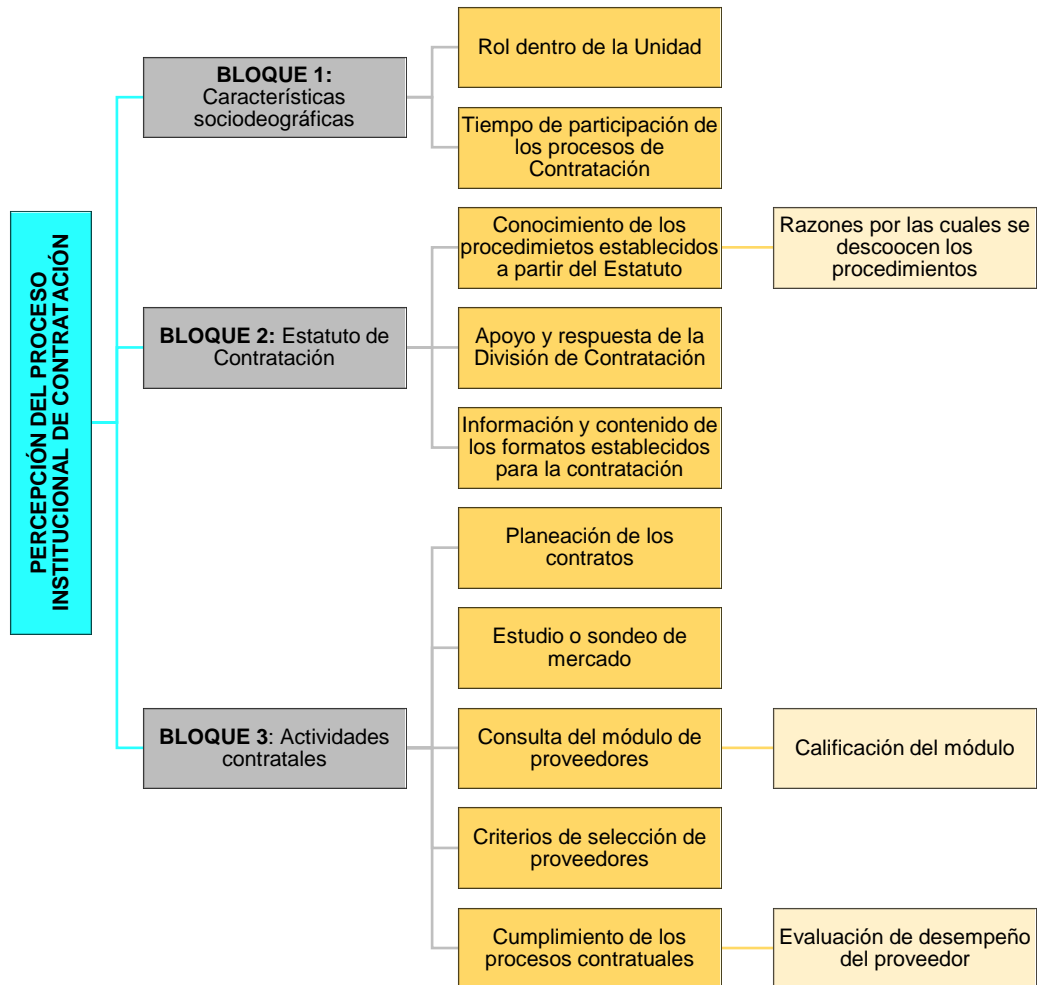 PERCEPCIÓN DEL PROCESO
INSTITUCIONAL DE CONTRATACIÓN
BLOQUE 1:
Características
sociodeográficas
Rol dentro de la Unidad
Tiempo de participación de
los procesos de
Contratación
BLOQUE 2: Estatuto de
Contratación
Conocimiento de los
procedimietos establecidos
a partir del Estatuto
Razones por las cuales se
descoocen los
procedimientos
Apoyo y respuesta de la
División de Contratación
Información y contenido de
los formatos establecidos
para la contratación
BLOQUE 3: Actividades
contratales
Planeación de los
contratos
Estudio o sondeo de
mercado
Consulta del módulo de
proveedores
Calificación del módulo
Criterios de selección de
proveedores
Cumplimiento de los
procesos contratuales
Evaluación de desempeño
del proveedor